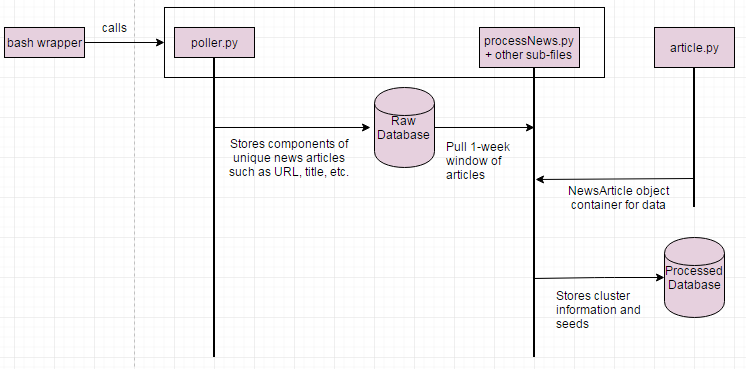 calls
bash wrapper
poller.py
processNews.py
+ other sub-files
article.py
Raw
Database
Stores components of
unique news articles
such as URL, title, etc.
Pull 1-week
window of
articles
NewsArticle object
container for data
Processed
Database
Stores cluster
information and
seeds